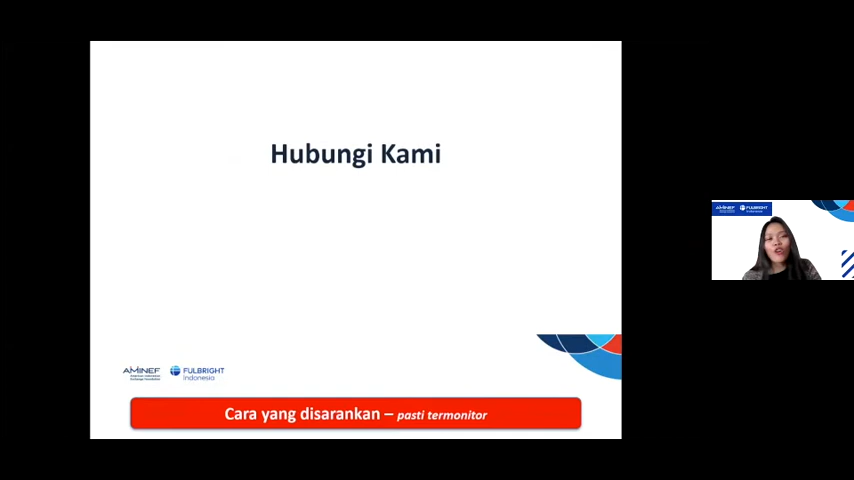 Hubungi Kami
AMINEF
FULBRIGHT
Indonesia
Cara yang disarankan – pasti termonitor
AMINEF
FULBRIGHT